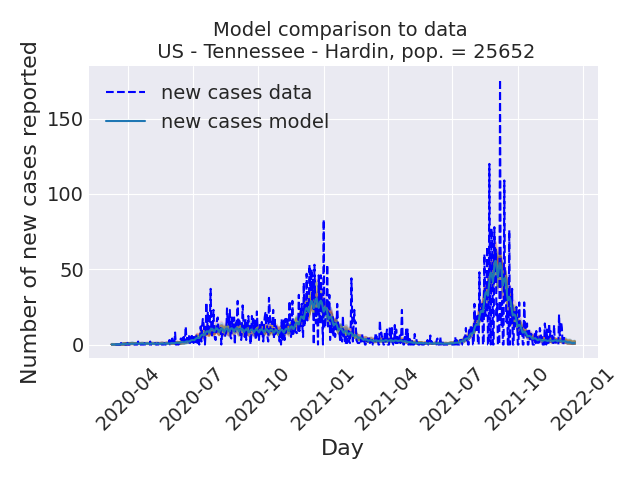 Model comparison to data
US - Tennessee - Hardin, pop. = 25652
Number of new cases reported
new cases data
new cases model
150
100
50
0
2020-04
2020-07
2020-10
2021-01
2021-04
2021-07
2021-10
2022-01
Day